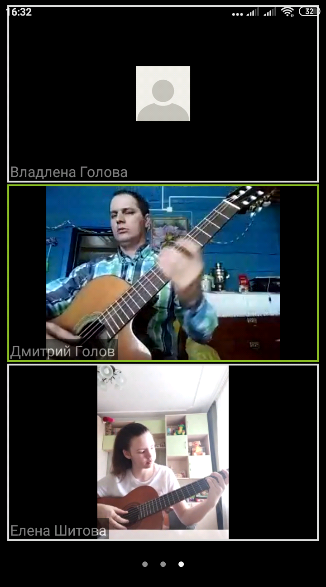 16:32
32
Владлена Голова
Дмитрий Голов
Елена Шитова